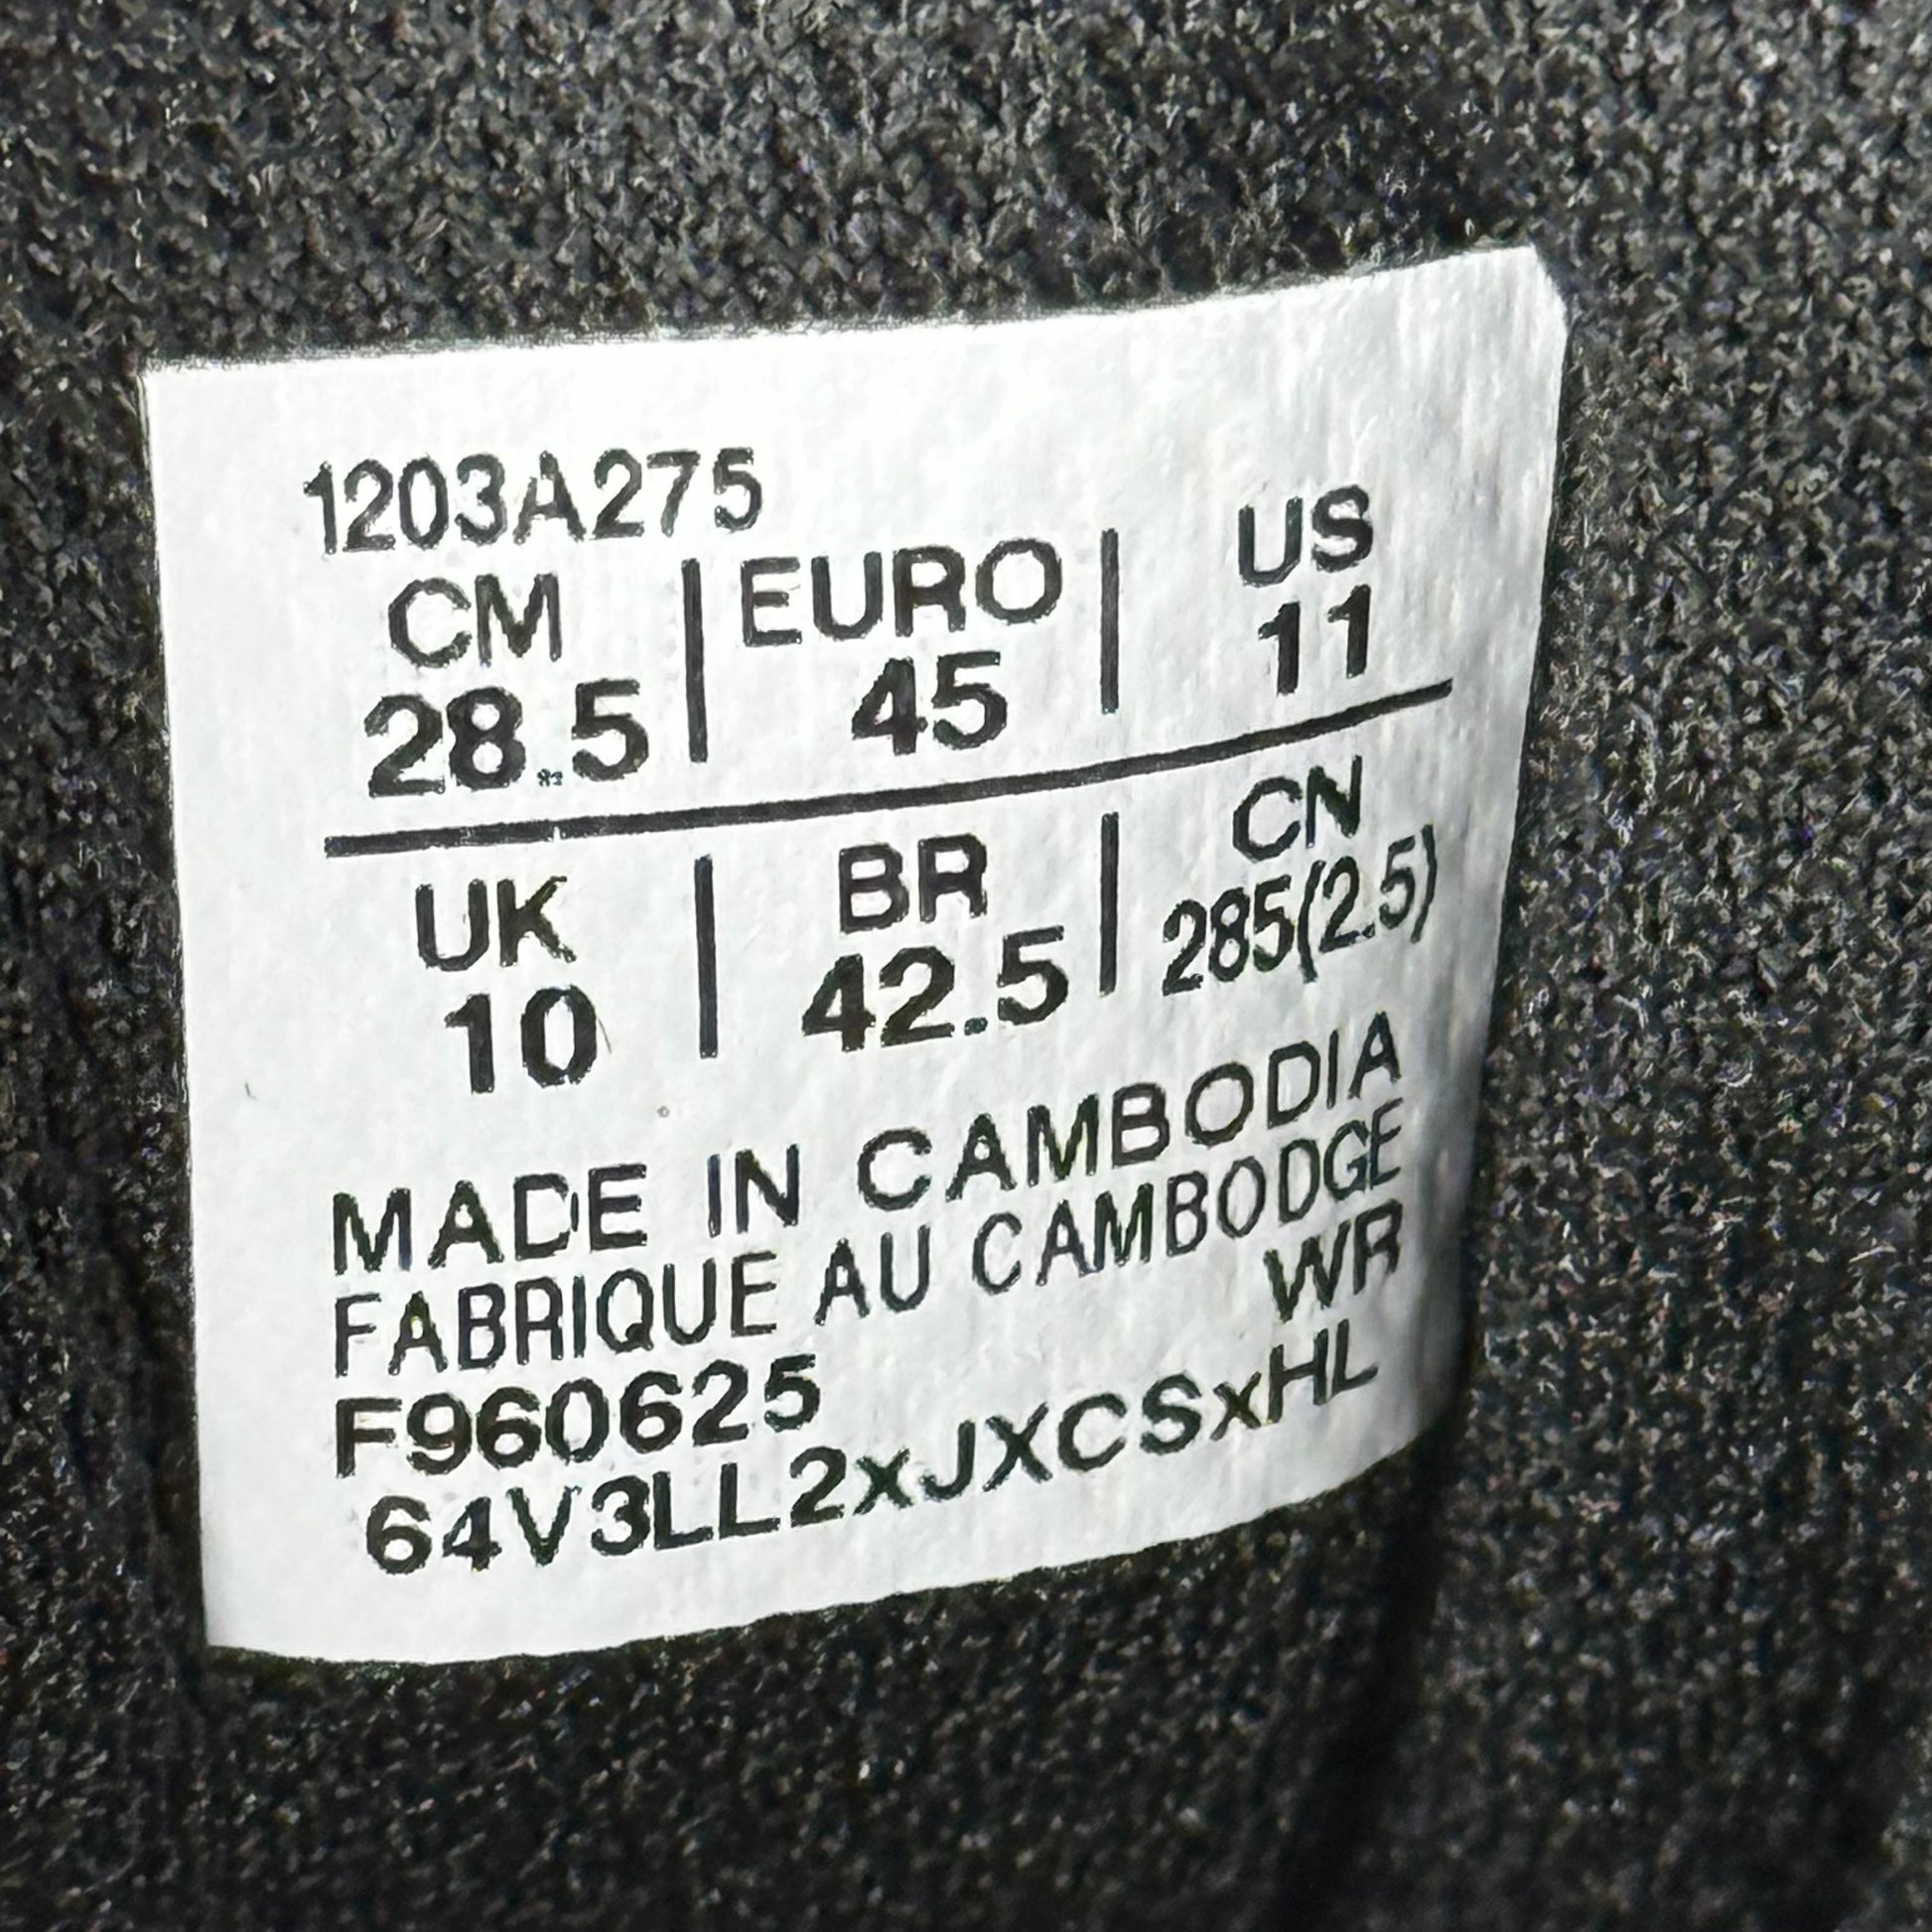 1203A275
CM | EURO | US
28.5 | 45 | 11
UK | BR | CN
10 | 42.5 | 285(2.5)
MADE IN CAMBODIA
FABRIQUE AU CAMBODGE
WR
F960625
64V3LL2xJXCSxHL